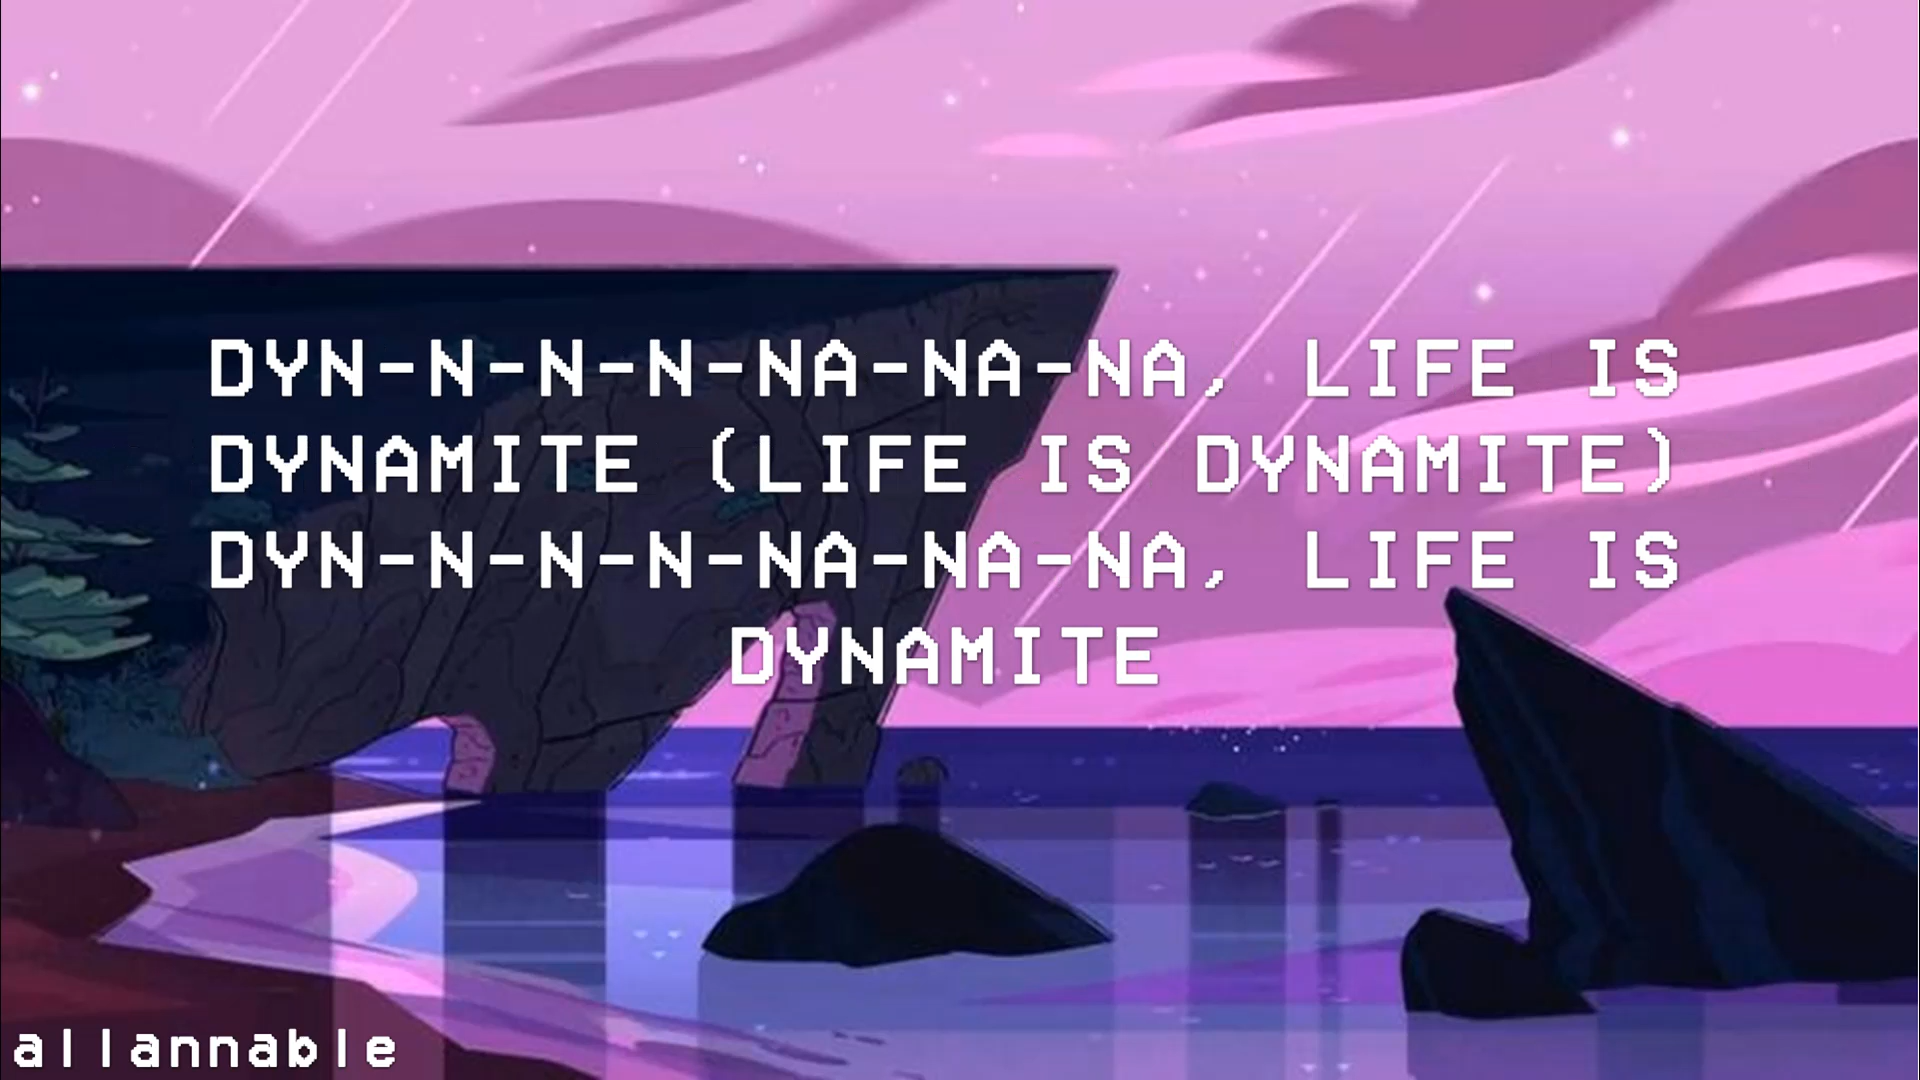 DYN-N-N-N-NA-NA-NA, LIFE IS
DYNAMITE (LIFE IS DYNAMITE)
DYN-N-N-N-NA-NA-NA, LIFE IS
DYNAMITE
allannable